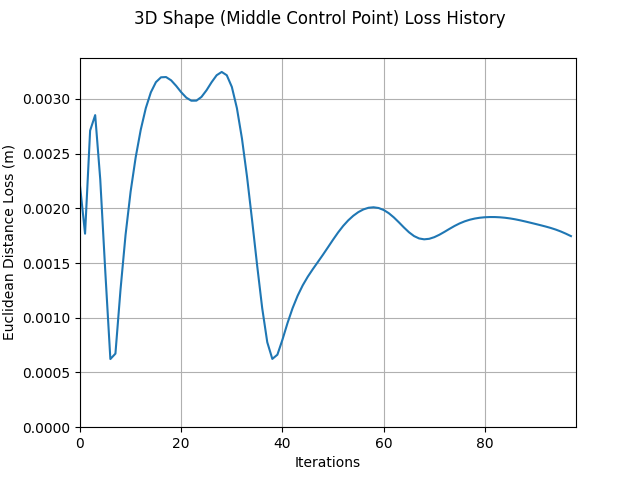 3D Shape (Middle Control Point) Loss History
Euclidean Distance Loss (m)
0.0030
0.0025
0.0020
0.0015
0.0010
0.0005
0.0000
0 20 40 60 80
Iterations